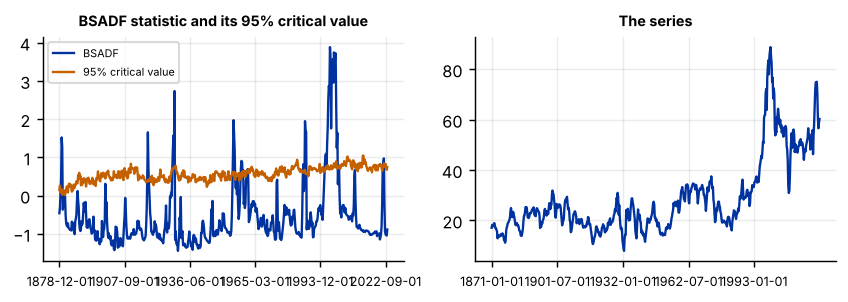 BSADF statistic and its 95% critical value
BSADF
95% critical value
4
3
2
1
0
−1
1878-12-01 1907-09-01 1936-06-01 1965-03-01 1993-12-01 2022-09-01
The series
80
60
40
20
1871-01-01 1901-07-01 1932-01-01 1962-07-01 1993-01-01